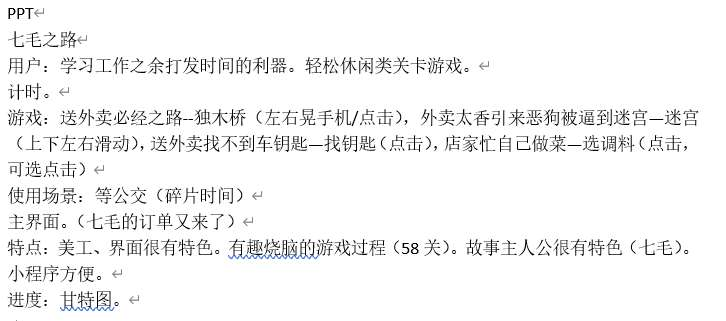 PPT
七毛之路
用户：学习工作之余打发时间的利器。轻松休闲类关卡游戏。
计时。
游戏：送外卖必经之路--独木桥（左右晃手机/点击），外卖太香引来恶狗被逼到迷宫—迷宫
（上下左右滑动），送外卖找不到车钥匙—找钥匙（点击），店家忙自己做菜—选调料（点击，
可选点击）
使用场景：等公交（碎片时间）
主界面。（七毛的订单又来了）
特点：美工、界面很有特色。有趣烧脑的游戏过程（58 关）。故事主人公很有特色（七毛）。
小程序方便。
进度：甘特图。